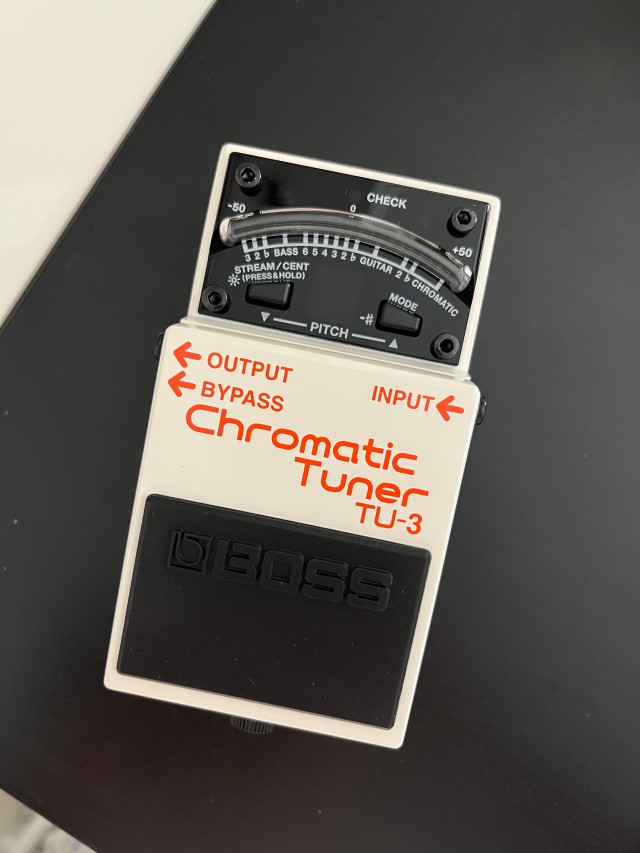 CHECK
-50 0 +50
3 2 ♭ BASS 6 5 4 3 2 ♭ GUITAR 2♭ CHROMATIC
STREAM/CENT
(PRESS&HOLD)
MODE
-#
▼ PITCH ▲
← OUTPUT
← BYPASS
INPUT ←
Chromatic
Tuner
TU-3
BOSS